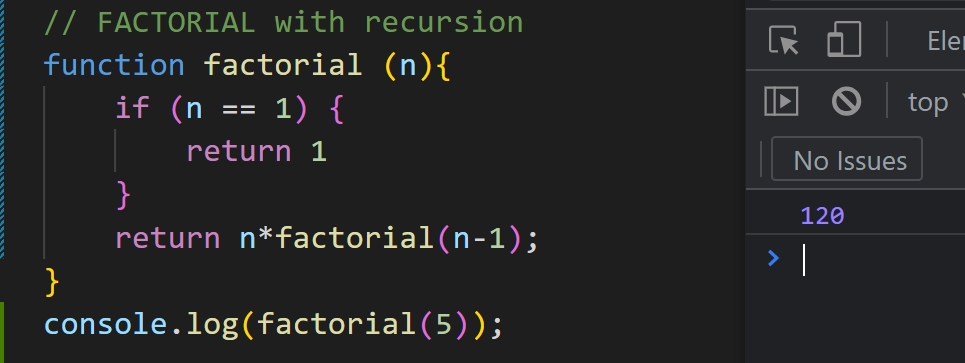 // FACTORIAL with recursion
function factorial (n){
    if (n == 1) {
        return 1
    }
    return n*factorial(n-1);
}
console.log(factorial(5));
Ele
top
No Issues
120
>